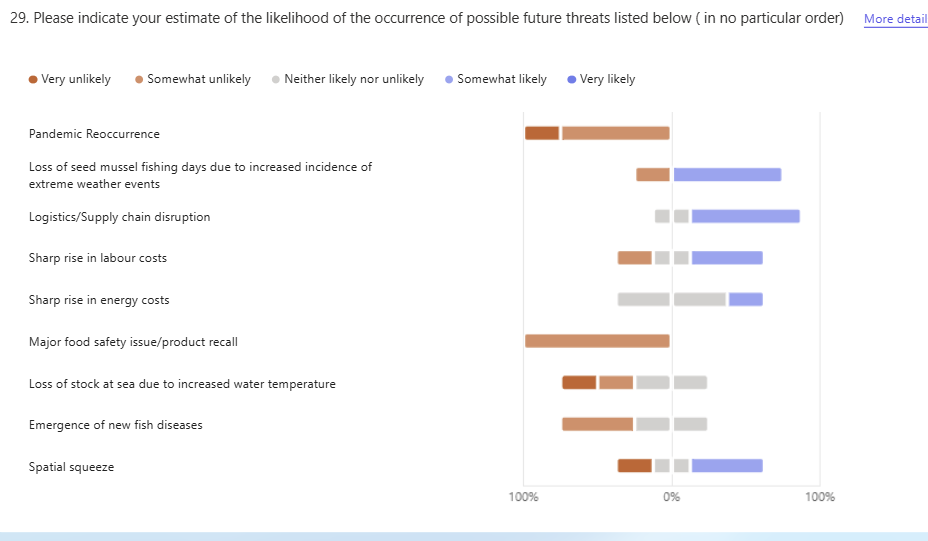 29. Please indicate your estimate of the likelihood of the occurrence of possible future threats listed below ( in no particular order) More detail
Very unlikely Somewhat unlikely Neither likely nor unlikely Somewhat likely Very likely
Pandemic Reoccurrence
Loss of seed mussel fishing days due to increased incidence of
extreme weather events
Logistics/Supply chain disruption
Sharp rise in labour costs
Sharp rise in energy costs
Major food safety issue/product recall
Loss of stock at sea due to increased water temperature
Emergence of new fish diseases
Spatial squeeze
100% 0% 100%